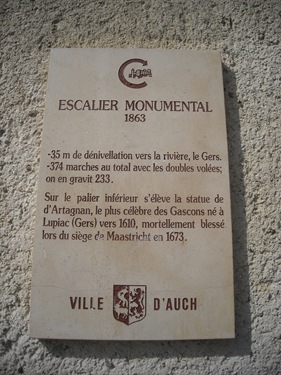 ESCALIER MONUMENTAL
1863
-35 m de dénivellation vers la rivière, le Gers.
-374 marches au total avec les doubles volées;
on en gravit 233.
Sur le palier inférieur s'élève la statue de
d'Artagnan, le plus célèbre des Gascons né à
Lupiac (Gers) vers 1610, mortellement blessé
lors du siège de Maastricht en 1673.
VILLE D'AUCH